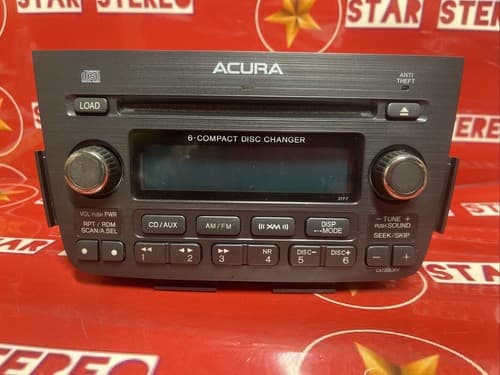 STAR STEREO
STAR
ACURA
ANTI
THEFT
LOAD
6-COMPACT DISC CHANGER
21F7
VOL PUSH PWR
RPT / RDM
SCAN/A.SEL
CD/AUX
AM/FM
XM
DISP
MODE
− TUNE +
PUSH-SOUND
SEEK/SKIP
1
2
3
NR
4
DISC−
5
DISC+
6
−
+
CATEGORY
STAR
STEREO